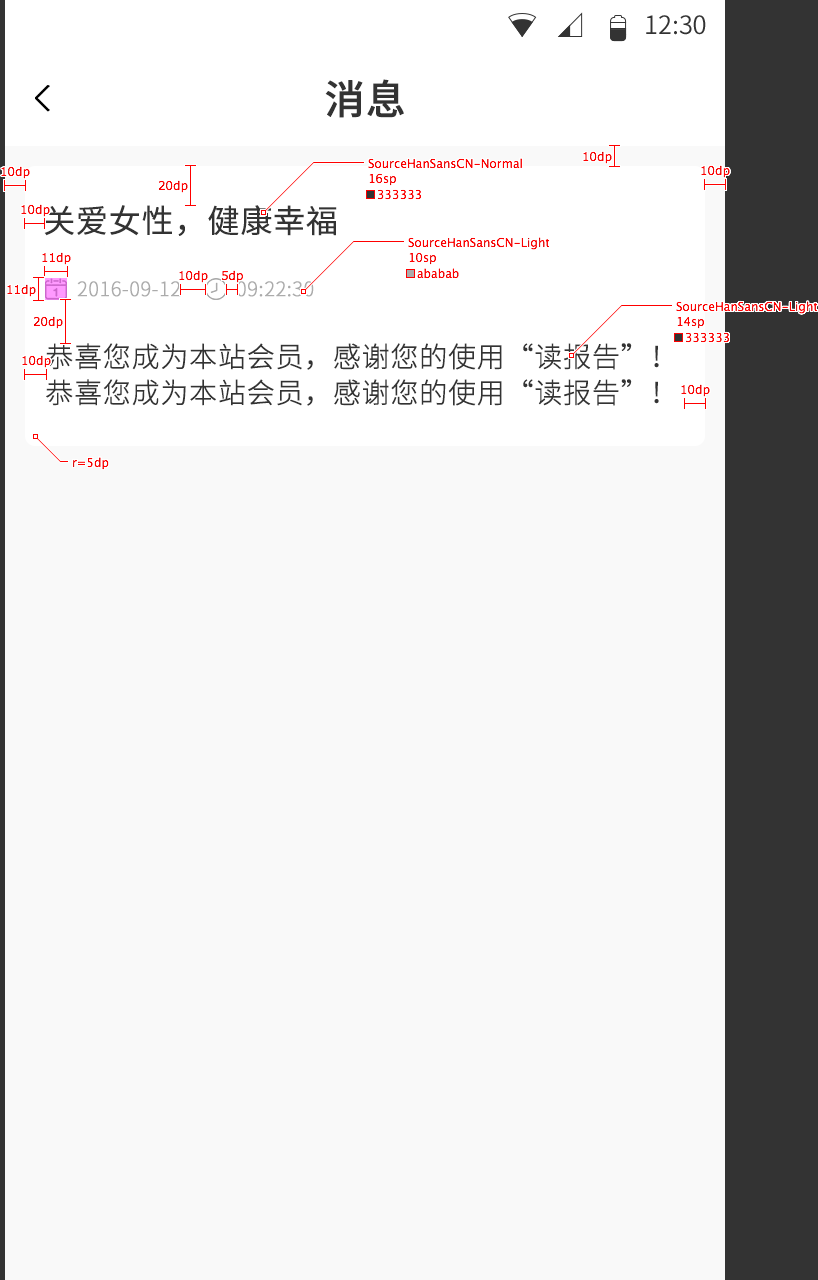 12:30
消息
10dp
10dp
20dp
SourceHanSansCN-Normal
16sp
333333
10dp
10dp
关爱女性，健康幸福
SourceHanSansCN-Light
10sp
ababab
11dp
11dp
1
2016-09-12
10dp
5dp
09:22:30
20dp
SourceHanSansCN-Light
14sp
333333
10dp
恭喜您成为本站会员，感谢您的使用“读报告”！
恭喜您成为本站会员，感谢您的使用“读报告”！
10dp
r=5dp